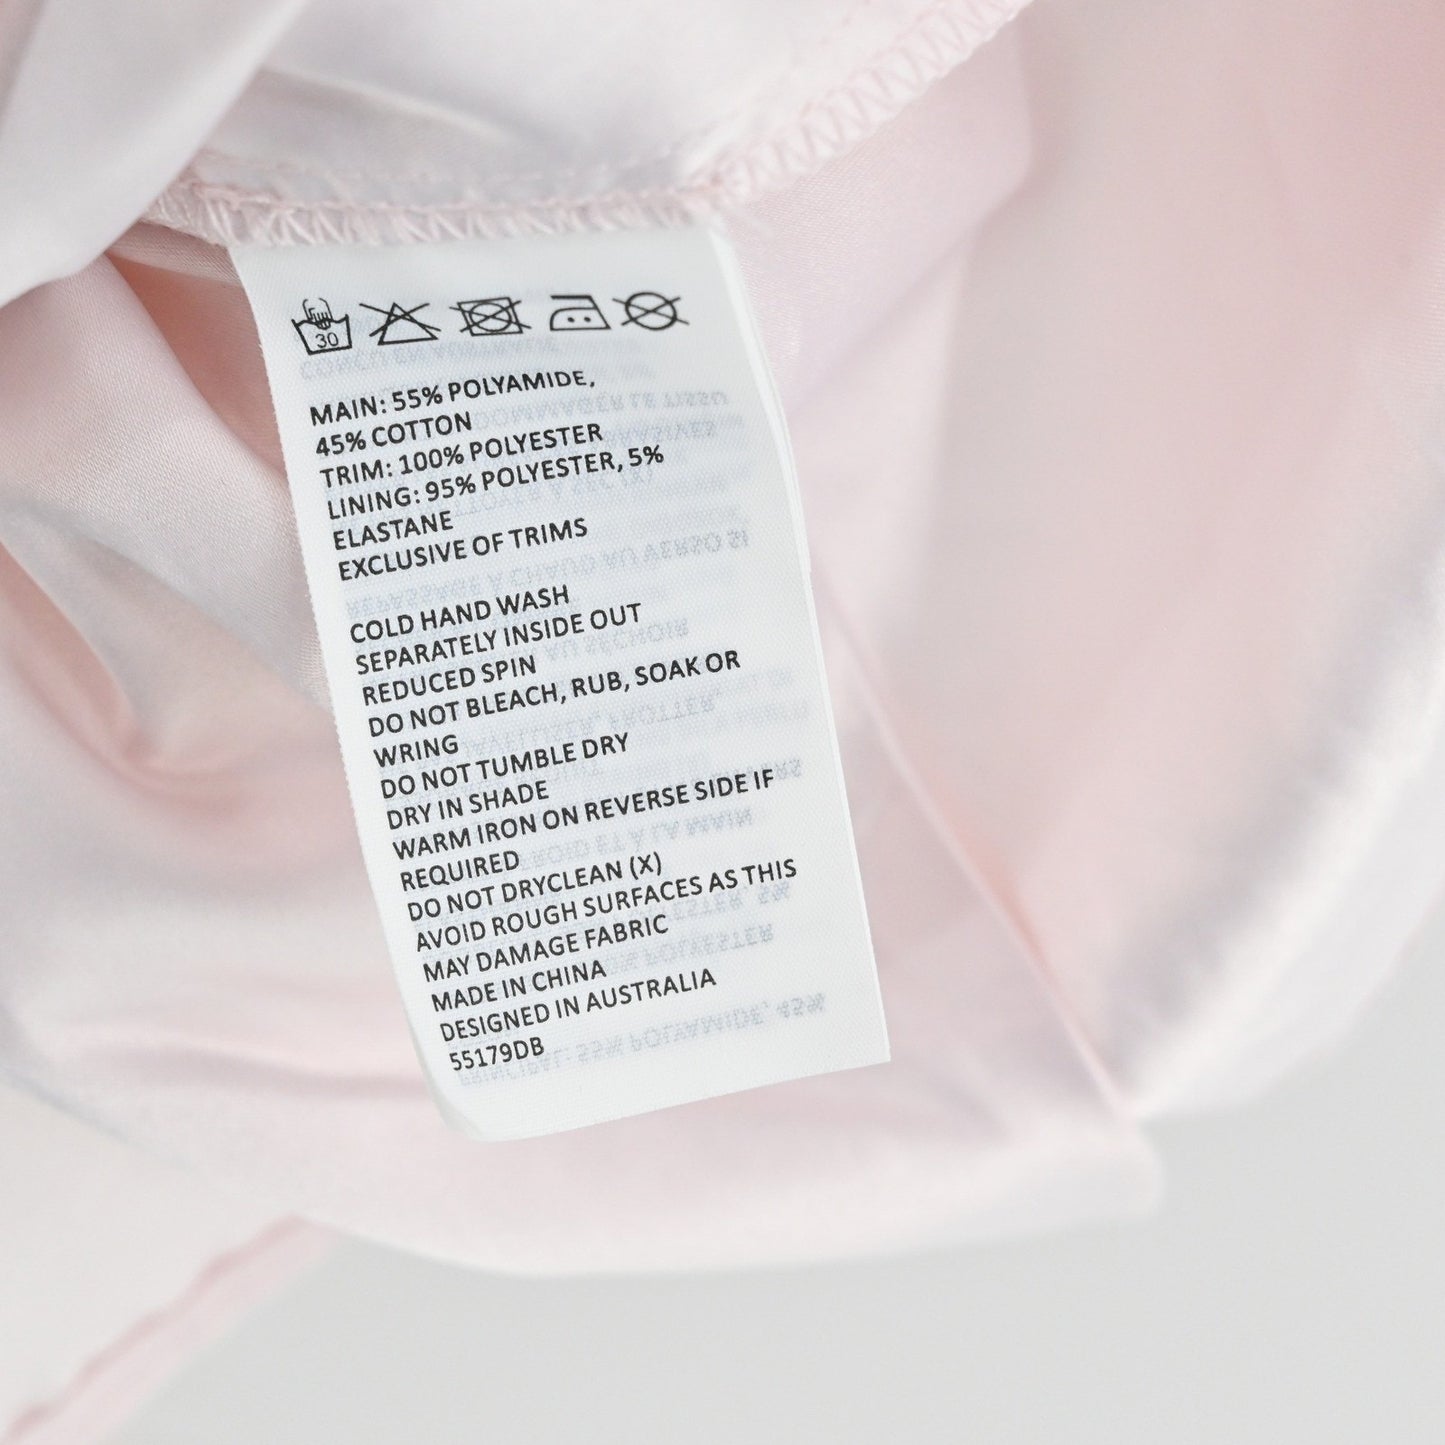 30
MAIN: 55% POLYAMIDE,
45% COTTON
TRIM: 100% POLYESTER
LINING: 95% POLYESTER, 5%
ELASTANE
EXCLUSIVE OF TRIMS
COLD HAND WASH
SEPARATELY INSIDE OUT
REDUCED SPIN
DO NOT BLEACH, RUB, SOAK OR
WRING
DO NOT TUMBLE DRY
DRY IN SHADE
WARM IRON ON REVERSE SIDE IF
REQUIRED
DO NOT DRYCLEAN (X)
AVOID ROUGH SURFACES AS THIS
MAY DAMAGE FABRIC
MADE IN CHINA
DESIGNED IN AUSTRALIA
55179DB